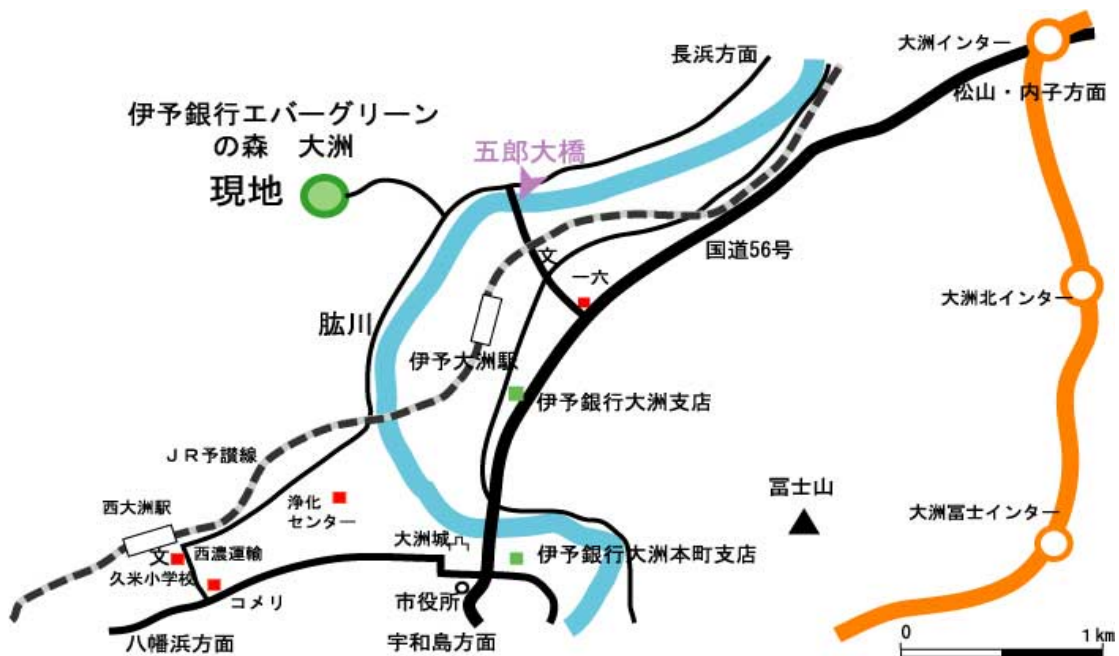 長浜方面
大洲インター
松山・内子方面
伊予銀行エバーグリーン
の森 大洲
現地
五郎大橋
国道56号
文
一六
大洲北インター
肱川
伊予大洲駅
伊予銀行大洲支店
JR予讃線
西大洲駅
浄化
センター
冨士山
大洲冨士インター
大洲城
伊予銀行大洲本町支店
文
西濃運輸
久米小学校
コメリ
市役所
八幡浜方面
宇和島方面
0 1km